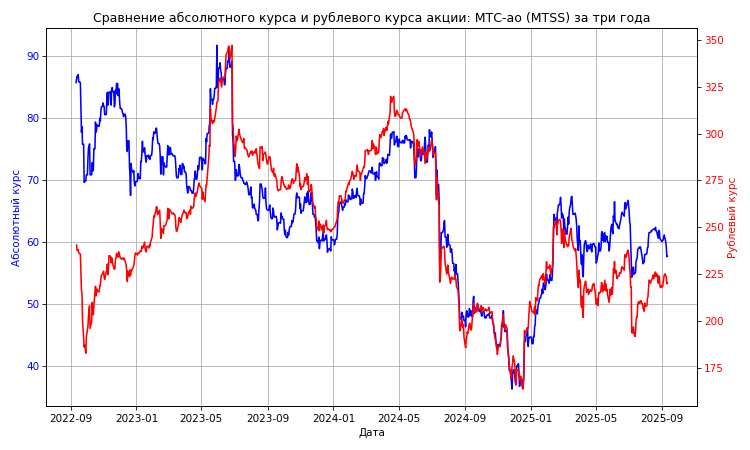 Сравнение абсолютного курса и рублевого курса акции: МТС-ао (MTSS) за три года
90
80
70
60
50
40
Абсолютный курс
350
325
300
275
250
225
200
175
Рублевый курс
2022-09 2023-01 2023-05 2023-09 2024-01 2024-05 2024-09 2025-01 2025-05 2025-09
Дата